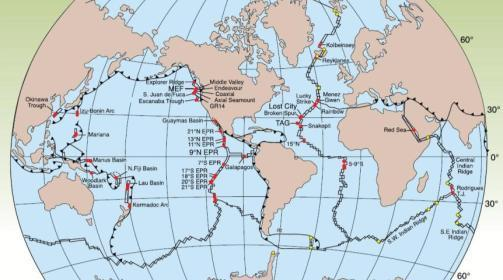 Kolbeinsey
60°
Reykjanes
Explorer Ridge
Middle Valley
MEF
Endeavour
S. Juan de Fuca
Coaxial
Escanaba Trough
Axial Seamount
GR14
Lucky
Strike
Menez
Gwen
Lost City
Broken Spur
Rainbow
TAG
Snakepit
15°N
Okinawa
Trough
Bonin Arc
Mariana
30°
Guaymas Basin
21°N EPR
13°N EPR
11°N EPR
9°N EPR
7°S EPR
Galapagos
17°S EPR
18°S EPR
20°S EPR
21°S EPR
Red Sea
Manus Basin
Woodlark
Basin
N.Fiji Basin
Lau Basin
Kermadec Arc
5-9°S
0°
Central
Indian
Ridge
Rodrigues
T.J.
30°
S.W. Indian Ridge
S.E Indian
Ridge
60°